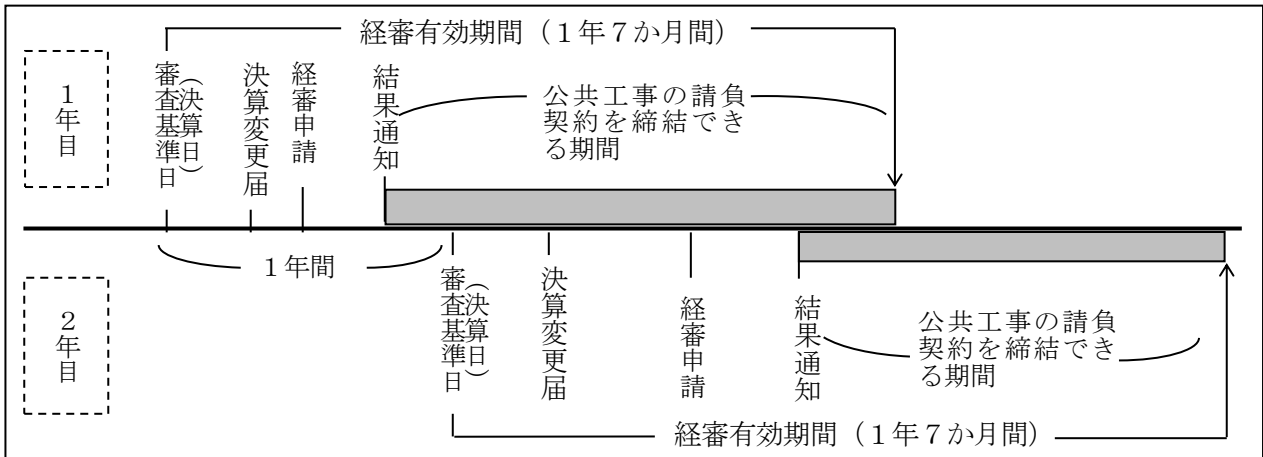 経審有効期間（１年７か月間）
１年目
審査基準日
（決算日）
決算変更届
経審申請
結果通知
公共工事の請負
契約を締結でき
る期間
１年間
２年目
審査基準日
（決算日）
決算変更届
経審申請
結果通知
公共工事の請負
契約を締結でき
る期間
経審有効期間（１年７か月間）